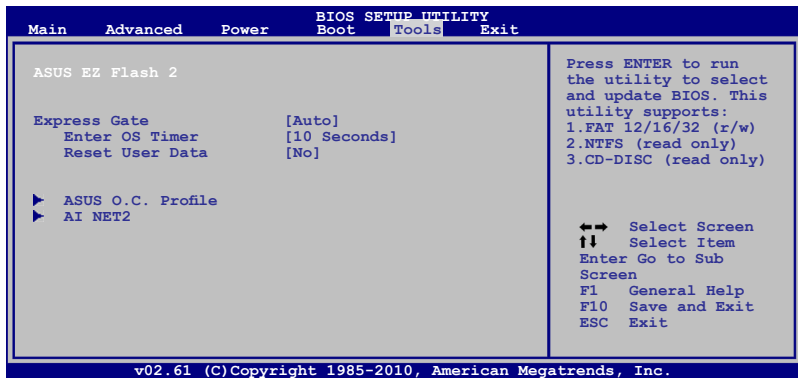 BIOS SETUP UTILITY
Main Advanced Power Boot Tools Exit
ASUS EZ Flash 2
Express Gate [Auto]
Enter OS Timer [10 Seconds]
Reset User Data [No]
ASUS O.C. Profile
AI NET2
Press ENTER to run
the utility to select
and update BIOS. This
utility supports:
1.FAT 12/16/32 (r/w)
2.NTFS (read only)
3.CD-DISC (read only)
Select Screen
Select Item
Enter Go to Sub
Screen
F1 General Help
F10 Save and Exit
ESC Exit
v02.61 (C)Copyright 1985-2010, American Megatrends, Inc.